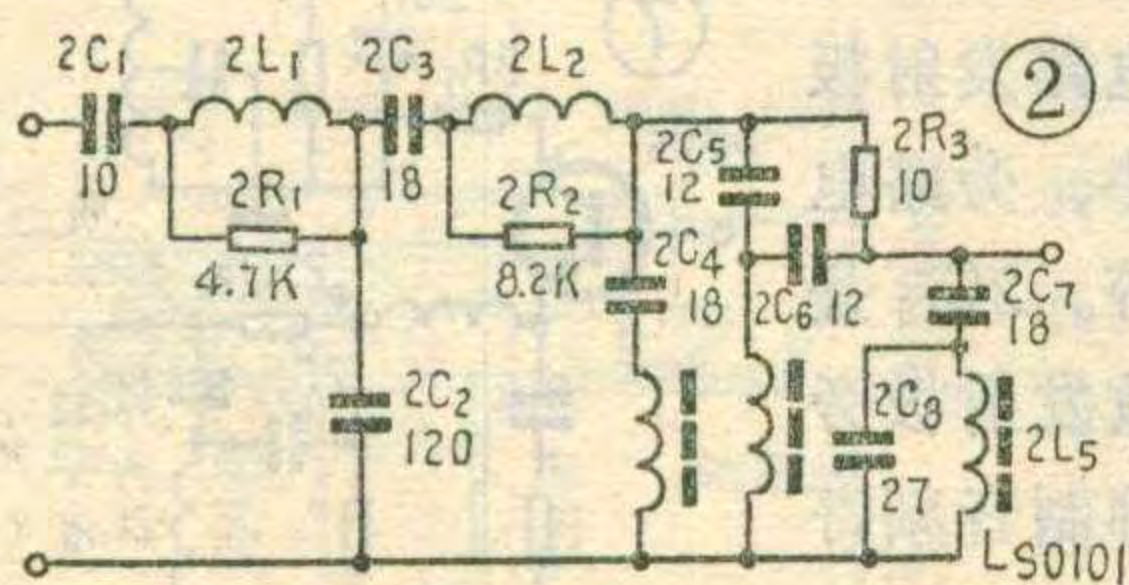 2C₁ 2L₁ 2C₃ 2L₂ ②
10 2R₁ 18 2R₂ 2C₅ 12 2R₃ 10
4.7K 8.2K 2C₄ 18 2C₆ 12 2C₇ 18
2C₂ 120 2C₈ 27 2L₅
LS0101